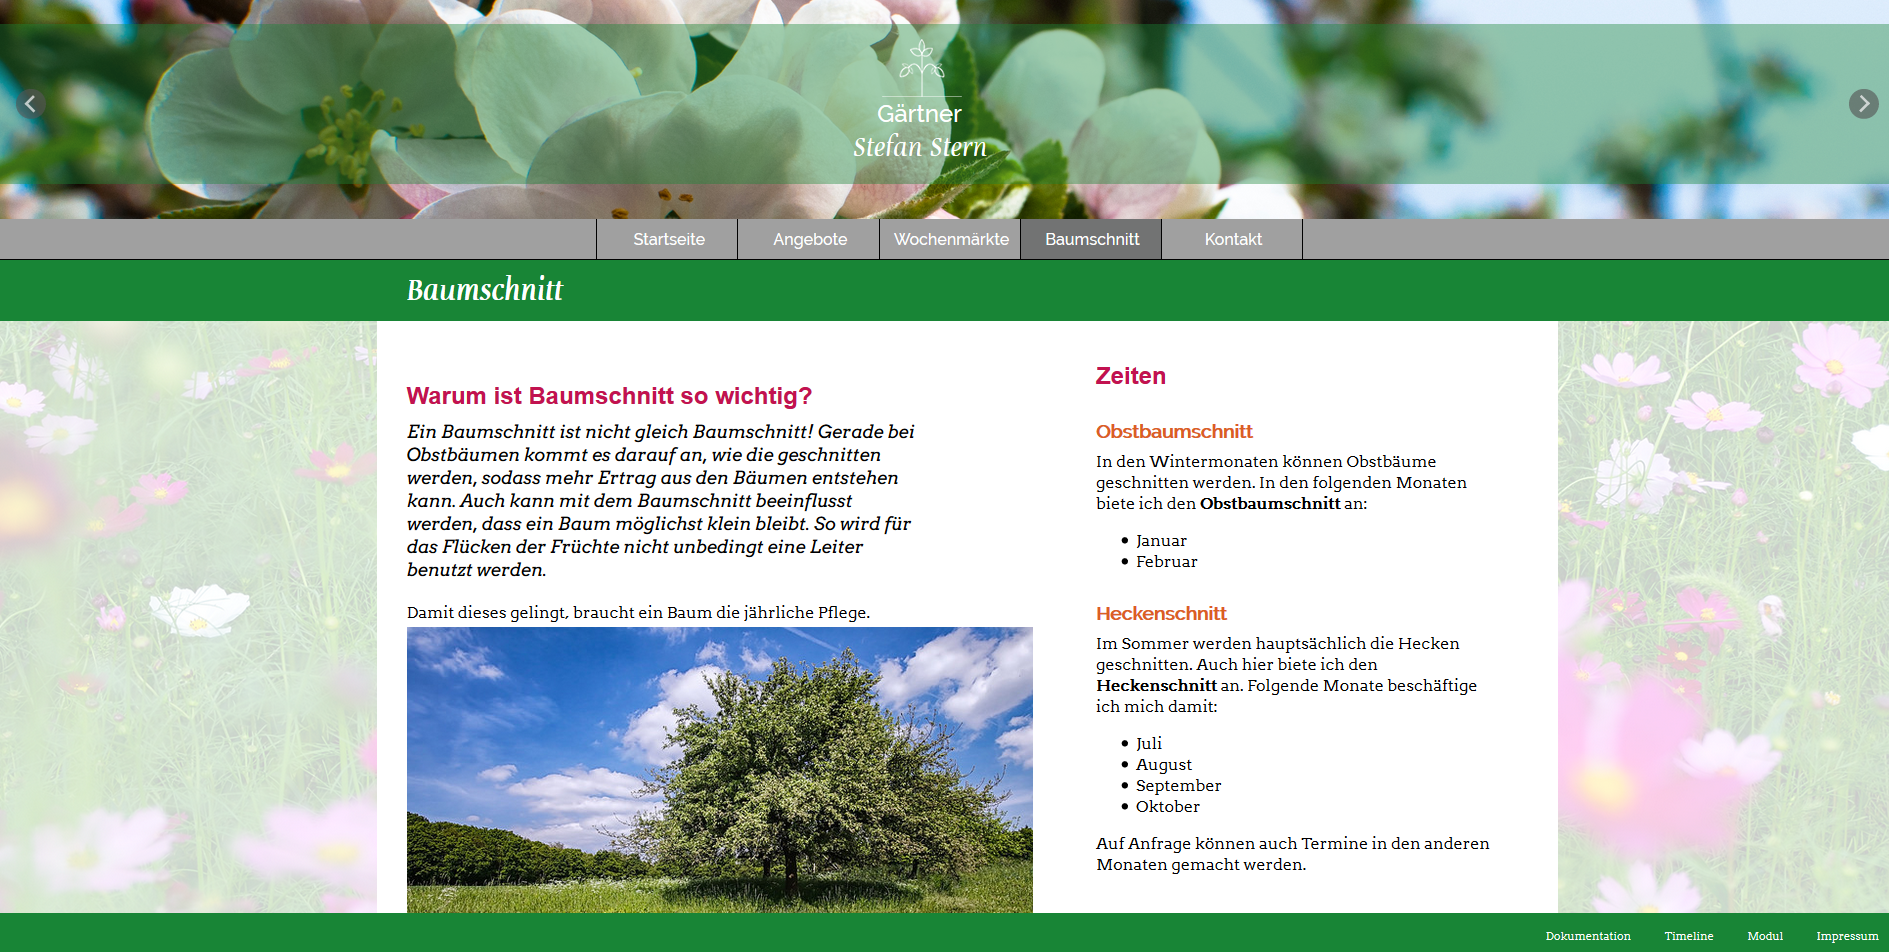 Gärtner
Stefan Stern
Startseite
Angebote
Wochenmärkte
Baumschnitt
Kontakt
Baumschnitt
Warum ist Baumschnitt so wichtig?
Ein Baumschnitt ist nicht gleich Baumschnitt! Gerade bei
Obstbäumen kommt es darauf an, wie die geschnitten
werden, sodass mehr Ertrag aus den Bäumen entstehen
kann. Auch kann mit dem Baumschnitt beeinflusst
werden, dass ein Baum möglichst klein bleibt. So wird für
das Flücken der Früchte nicht unbedingt eine Leiter
benutzt werden.
Damit dieses gelingt, braucht ein Baum die jährliche Pflege.
Zeiten
Obstbaumschnitt
In den Wintermonaten können Obstbäume
geschnitten werden. In den folgenden Monaten
biete ich den Obstbaumschnitt an:
• Januar
• Februar
Heckenschnitt
Im Sommer werden hauptsächlich die Hecken
geschnitten. Auch hier biete ich den
Heckenschnitt an. Folgende Monate beschäftige
ich mich damit:
• Juli
• August
• September
• Oktober
Auf Anfrage können auch Termine in den anderen
Monaten gemacht werden.
Dokumentation
Timeline
Modul
Impressum